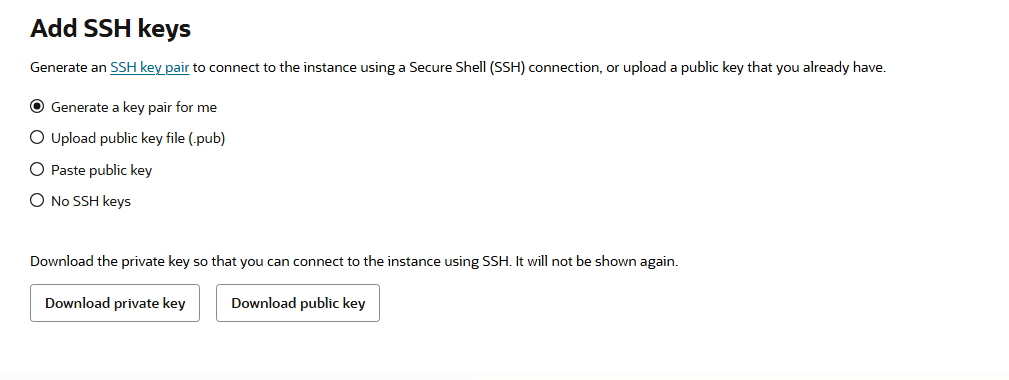 Add SSH keys
Generate an SSH key pair to connect to the instance using a Secure Shell (SSH) connection, or upload a public key that you already have.
Generate a key pair for me
Upload public key file (.pub)
Paste public key
No SSH keys
Download the private key so that you can connect to the instance using SSH. It will not be shown again.
Download private key Download public key